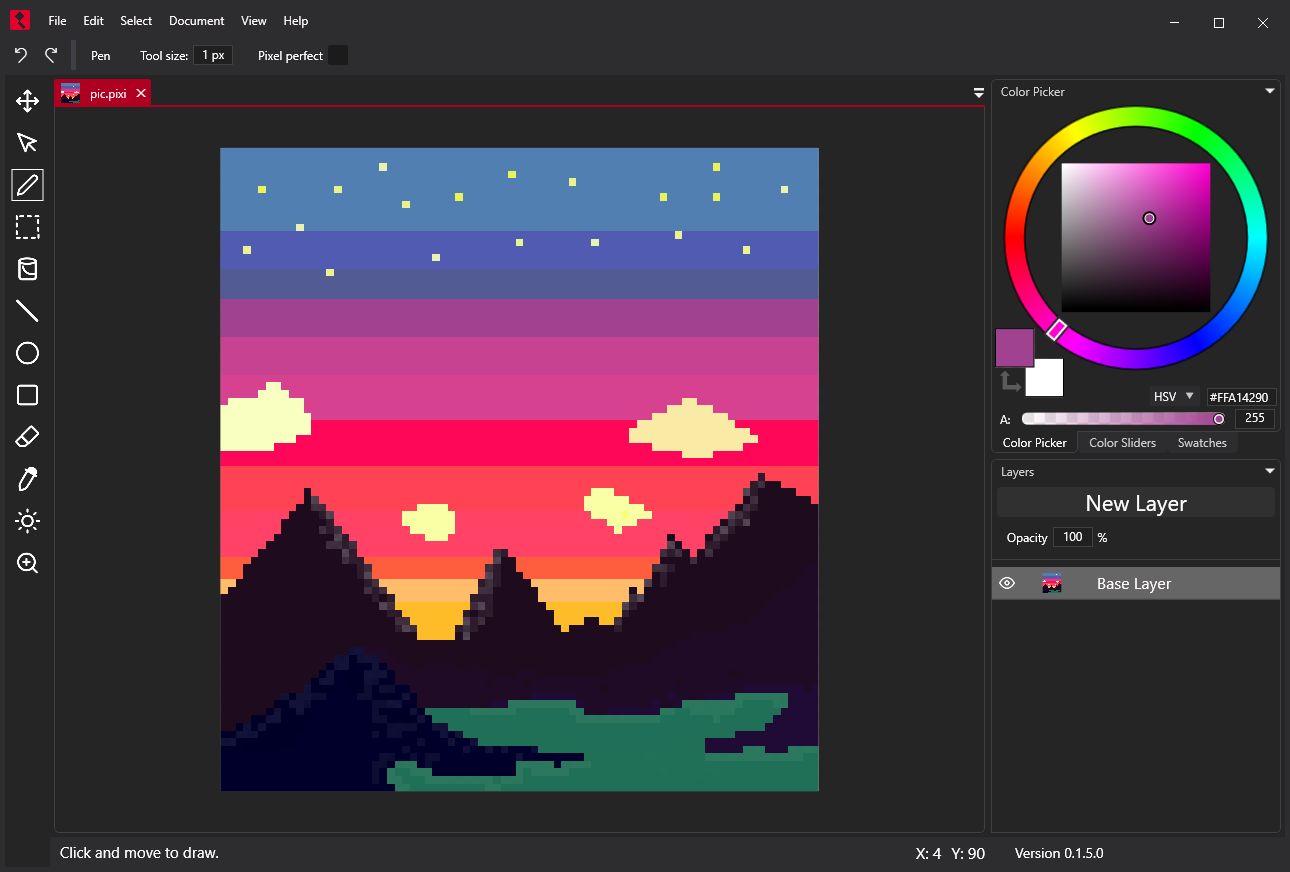 File Edit Select Document View Help
Pen Tool size: 1 px Pixel perfect
pic.pixi
Color Picker
HSV #FFA14290
A: 255
Color Picker Color Sliders Swatches
Layers
New Layer
Opacity 100 %
Base Layer
Click and move to draw. X: 4 Y: 90 Version 0.1.5.0